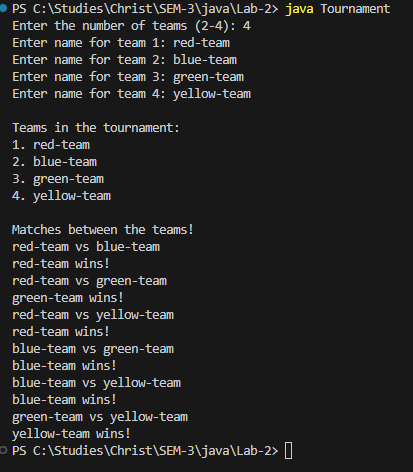 PS C:\Studies\Christ\SEM-3\java\Lab-2> java Tournament
Enter the number of teams (2-4): 4
Enter name for team 1: red-team
Enter name for team 2: blue-team
Enter name for team 3: green-team
Enter name for team 4: yellow-team
Teams in the tournament:
1. red-team
2. blue-team
3. green-team
4. yellow-team
Matches between the teams!
red-team vs blue-team
red-team wins!
red-team vs green-team
green-team wins!
red-team vs yellow-team
red-team wins!
blue-team vs green-team
blue-team wins!
blue-team vs yellow-team
blue-team wins!
green-team vs yellow-team
yellow-team wins!
PS C:\Studies\Christ\SEM-3\java\Lab-2>